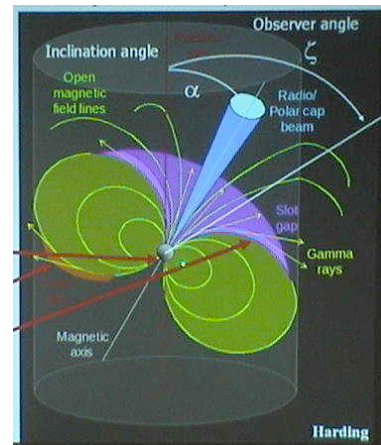 Observer angle
Inclination angle
ζ
Open
magnetic
field lines
α
Radio/
Polar cap
beam
Slot
gap
Gamma
rays
Magnetic
axis
Harding